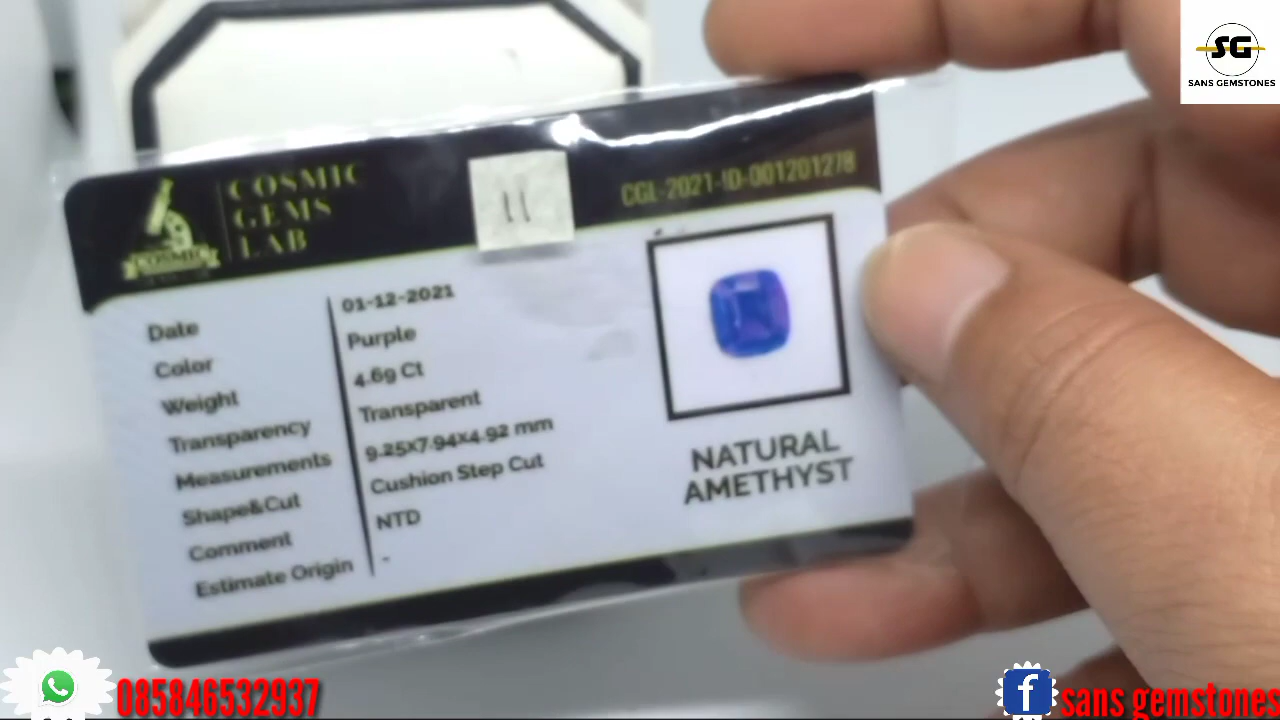 SG
SANS GEMSTONES
COSMIC
GEMS
LAB
COSMIC
11
CGL-2021-ID-001201278
Date 01-12-2021
Color Purple
Weight 4.69 Ct
Transparency Transparent
Measurements 9.25x7.94x4.92 mm
Shape&Cut Cushion Step Cut
Comment NTD
Estimate Origin -
NATURAL
AMETHYST
085846532937
f sans gemstones